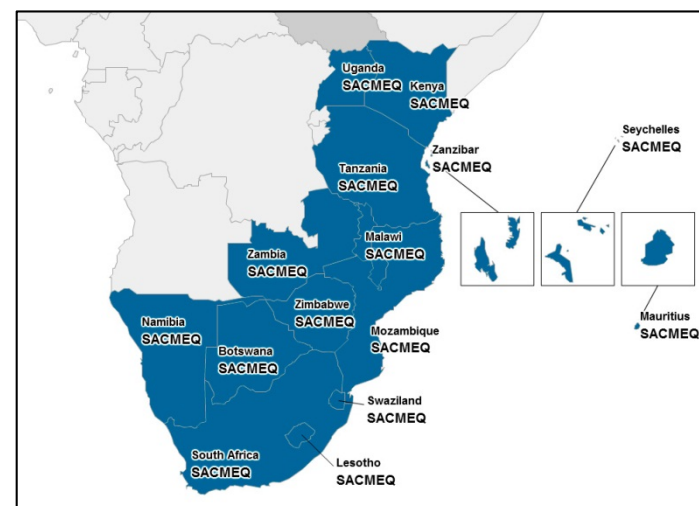 Uganda
SACMEQ
Kenya
SACMEQ
Seychelles
SACMEQ
Zanzibar
SACMEQ
Tanzania
SACMEQ
Malawi
SACMEQ
Zambia
SACMEQ
Zimbabwe
SACMEQ
Mauritius
SACMEQ
Namibia
SACMEQ
Mozambique
SACMEQ
Botswana
SACMEQ
Swaziland
SACMEQ
South Africa
SACMEQ
Lesotho
SACMEQ